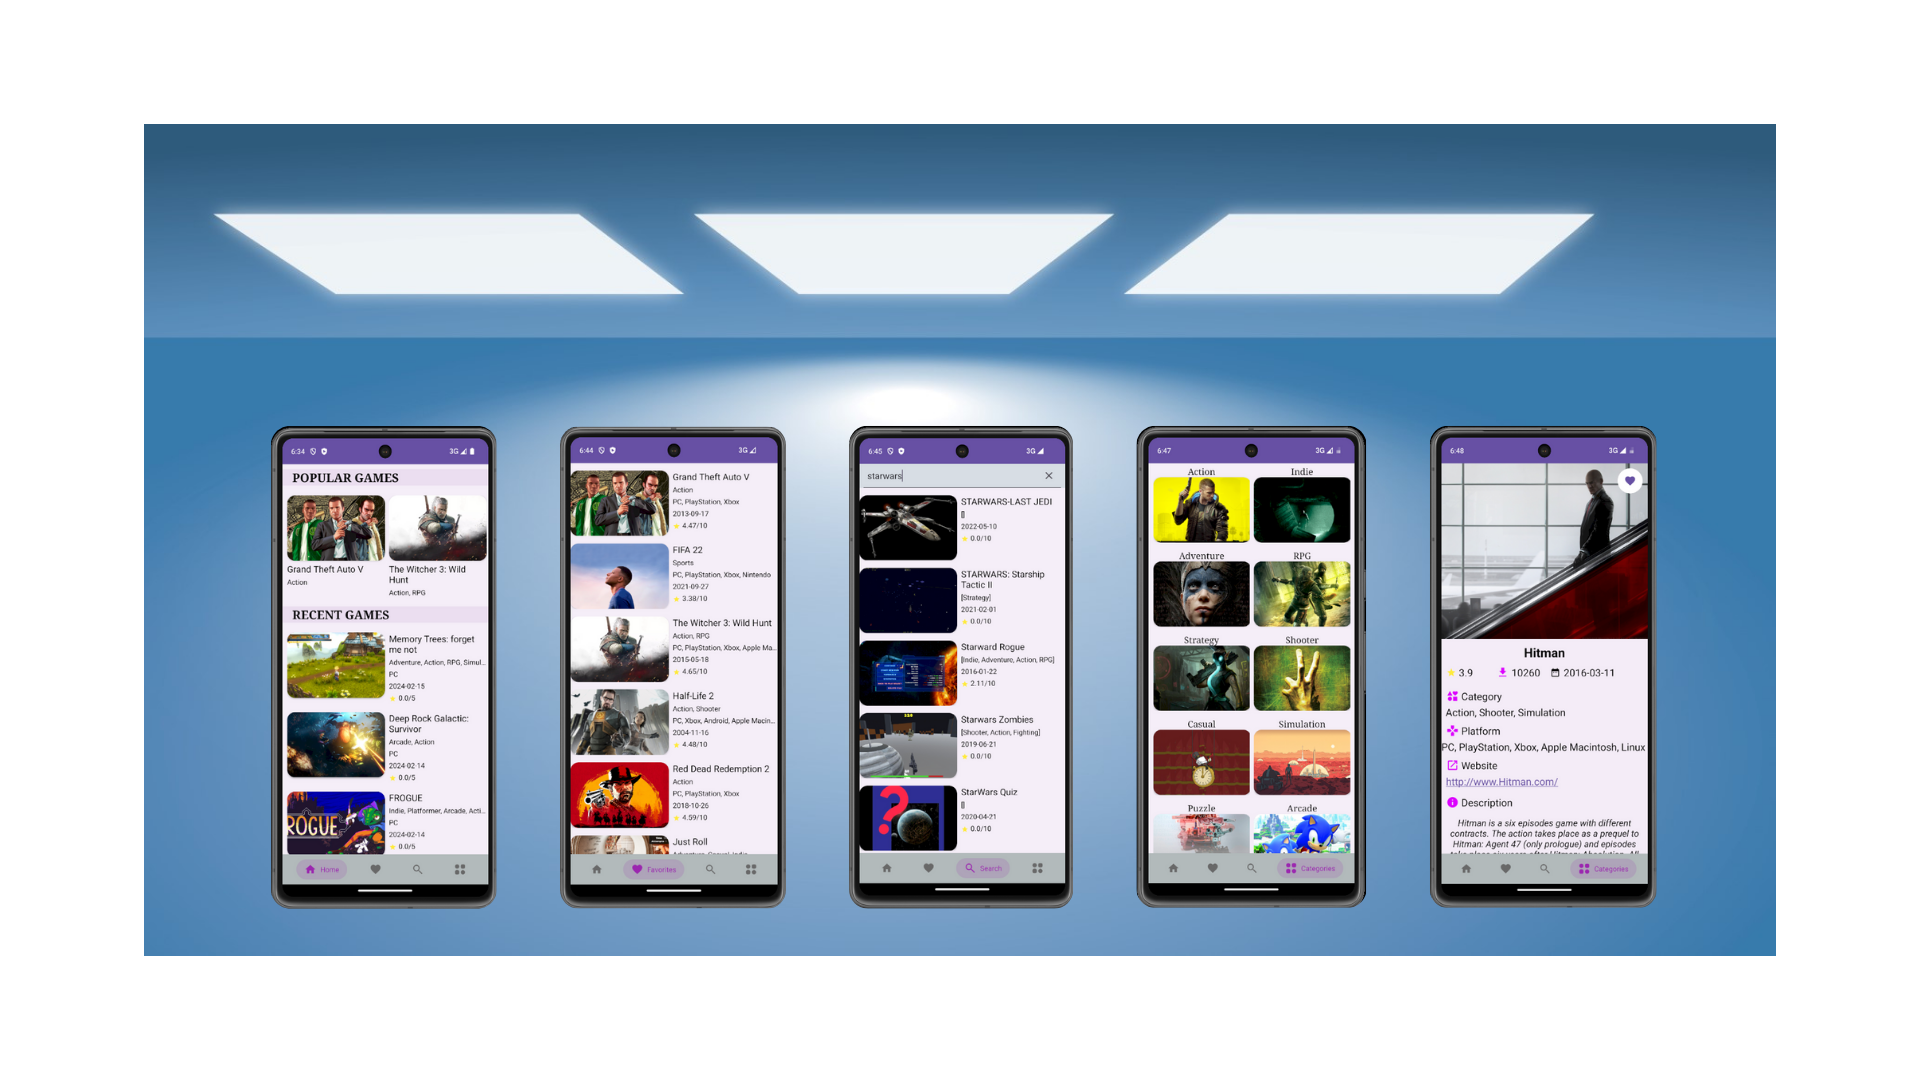 6:34
3G
POPULAR GAMES
Grand Theft Auto V
Action
The Witcher 3: Wild
Hunt
Action, RPG
RECENT GAMES
Memory Trees: forget
me not
Adventure, Action, RPG, Simul...
PC
2024-02-15
0.0/5
Deep Rock Galactic:
Survivor
Arcade, Action
PC
2024-02-14
0.0/5
ROGUE
FROGUE
Indie, Platformer, Arcade, Acti...
PC
2024-02-14
0.0/5
Home
6:44
3G
Grand Theft Auto V
Action
PC, PlayStation, Xbox
2013-09-17
4.47/10
FIFA 22
Sports
PC, PlayStation, Xbox, Nintendo
2021-09-27
3.38/10
The Witcher 3: Wild Hunt
Action, RPG
PC, PlayStation, Xbox, Apple Ma...
2015-05-18
4.65/10
Half-Life 2
Action, Shooter
PC, Xbox, Android, Apple Macin...
2004-11-16
4.48/10
Red Dead Redemption 2
Action
PC, PlayStation, Xbox
2018-10-26
4.59/10
Just Roll
Favorites
6:45
3G
starwars
STARWARS-LAST JEDI
[]
2022-05-10
0.0/10
STARWARS: Starship
Tactic II
[Strategy]
2021-02-01
0.0/10
Starward Rogue
[Indie, Adventure, Action, RPG]
2016-01-22
2.11/10
Starwars Zombies
[Shooter, Action, Fighting]
2019-06-21
0.0/10
StarWars Quiz
[]
2020-04-21
0.0/10
Search
6:47
3G
Action
Indie
Adventure
RPG
Strategy
Shooter
Casual
Simulation
Puzzle
Arcade
Categories
6:48
3G
Hitman
3.9
10260
2016-03-11
Category
Action, Shooter, Simulation
Platform
PC, PlayStation, Xbox, Apple Macintosh, Linux
Website
http://www.Hitman.com/
Description
Hitman is a six episodes game with different
contracts. The action takes place as a prequel to
Hitman: Agent 47 (only prologue) and episodes
Categories